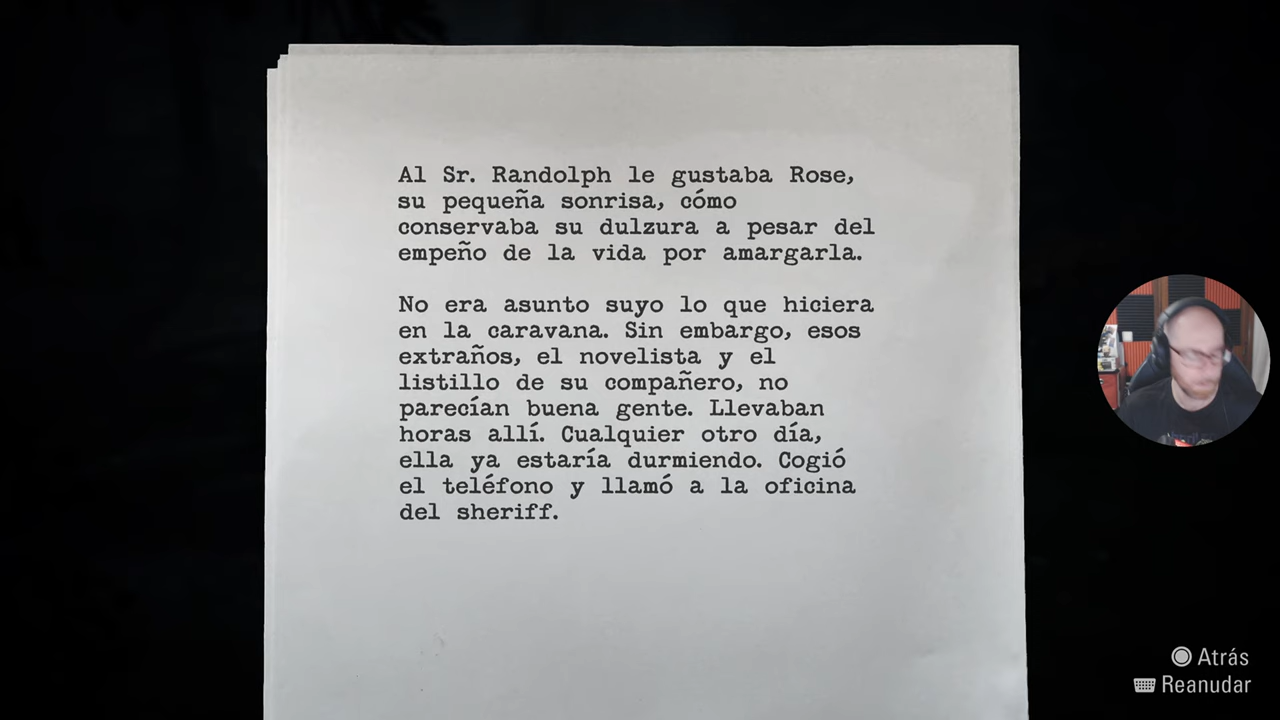 Al Sr. Randolph le gustaba Rose,
su pequeña sonrisa, cómo
conservaba su dulzura a pesar del
empeño de la vida por amargarla.
No era asunto suyo lo que hiciera
en la caravana. Sin embargo, esos
extraños, el novelista y el
listillo de su compañero, no
parecían buena gente. Llevaban
horas allí. Cualquier otro día,
ella ya estaría durmiendo. Cogió
el teléfono y llamó a la oficina
del sheriff.
Atrás
Reanudar